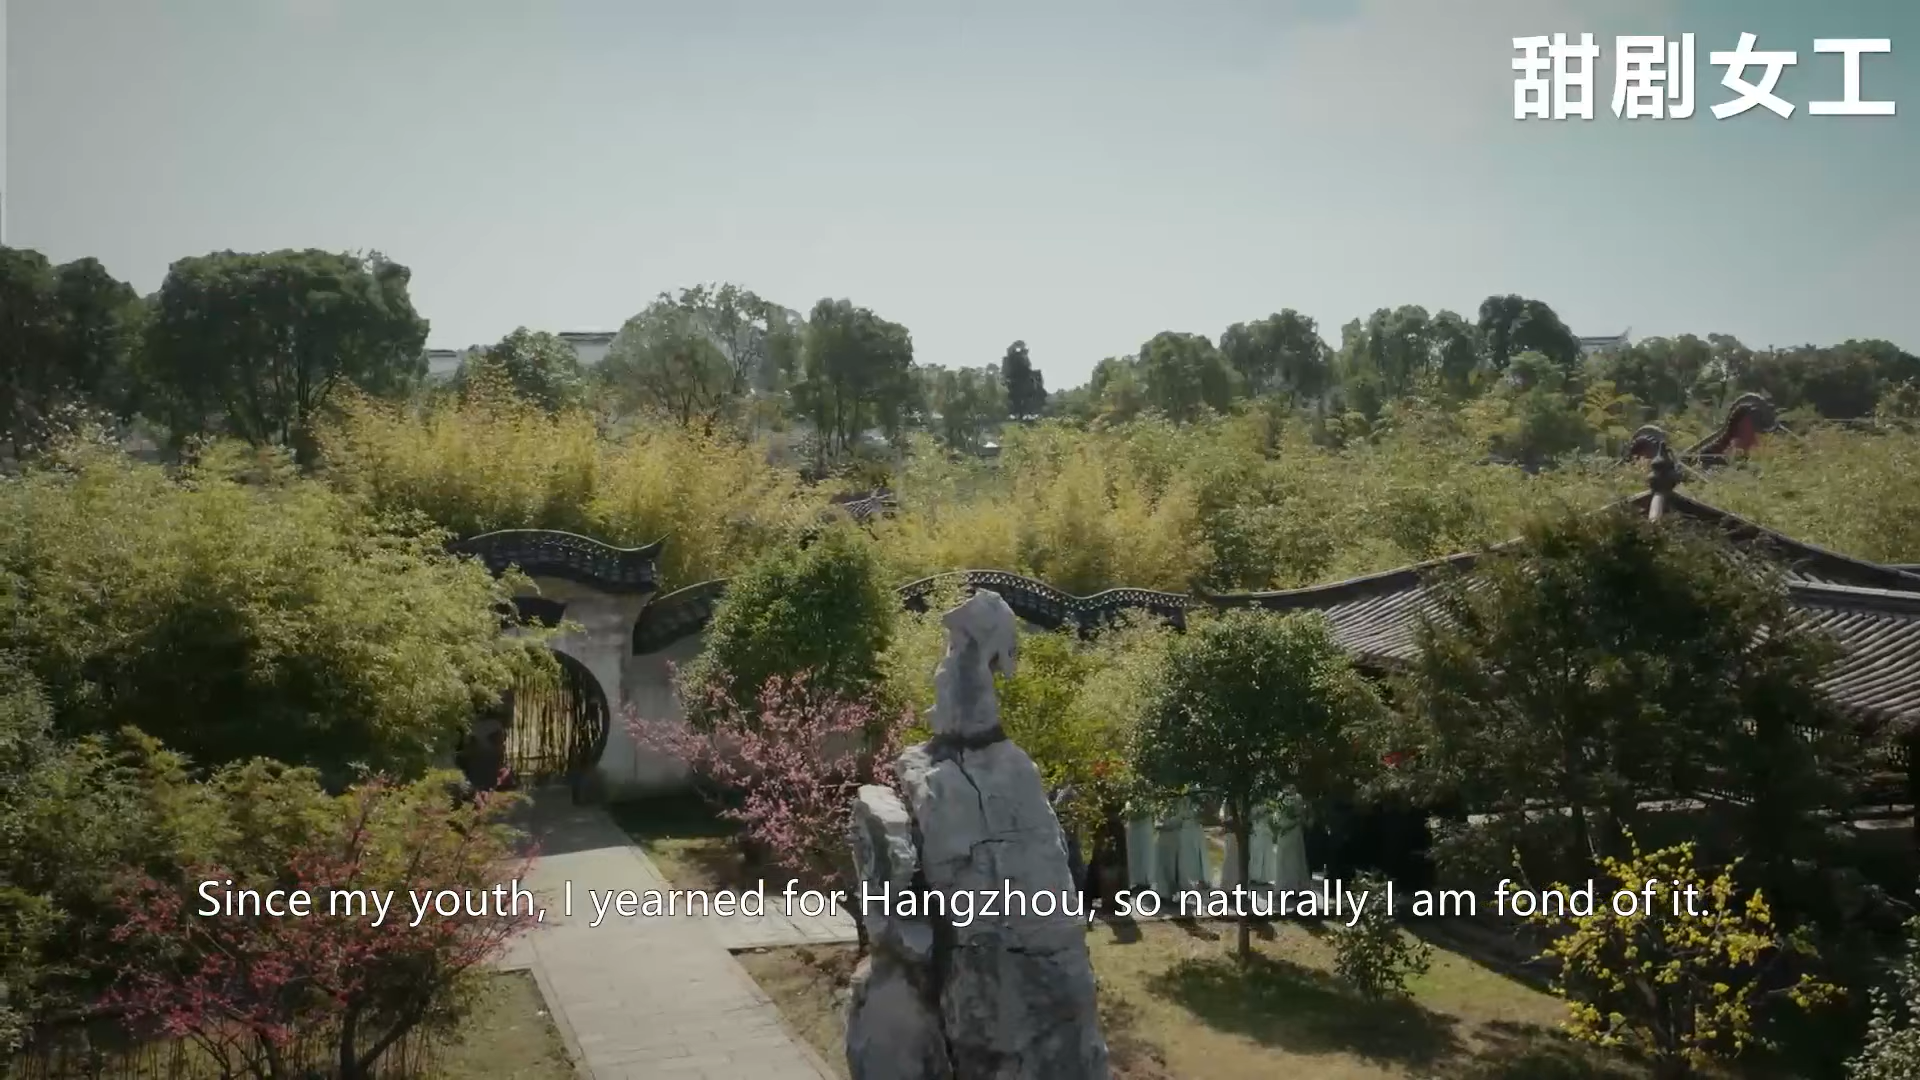 甜剧女工
Since my youth, I yearned for Hangzhou, so naturally I am fond of it.